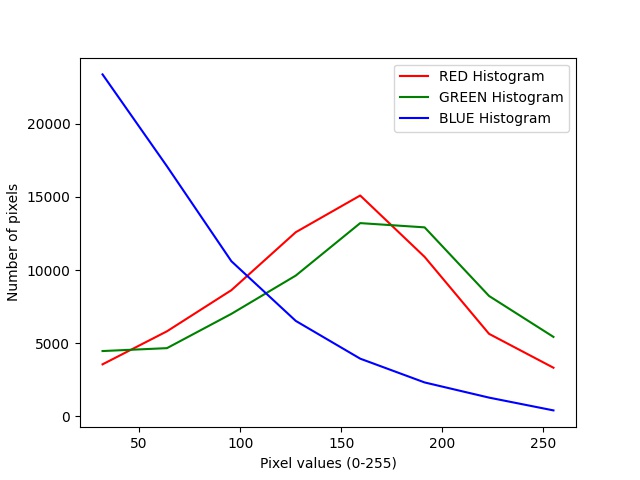 RED Histogram
GREEN Histogram
BLUE Histogram
20000
15000
10000
5000
0
50 100 150 200 250
Number of pixels
Pixel values (0-255)